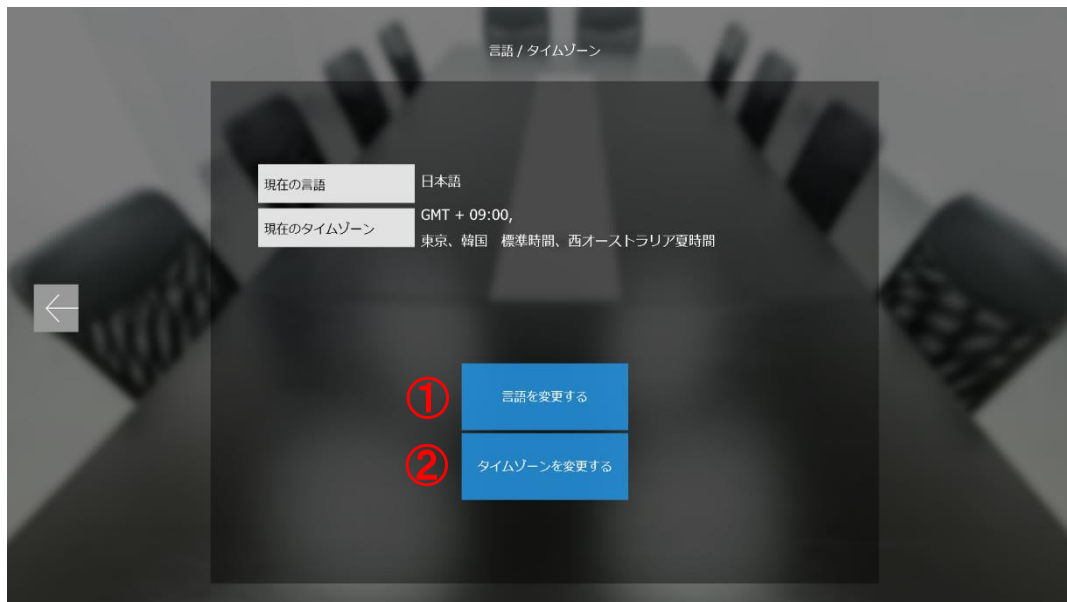 言語 / タイムゾーン
現在の言語
日本語
現在のタイムゾーン
GMT + 09:00,
東京、韓国　標準時間、西オーストラリア夏時間
① 言語を変更する
② タイムゾーンを変更する